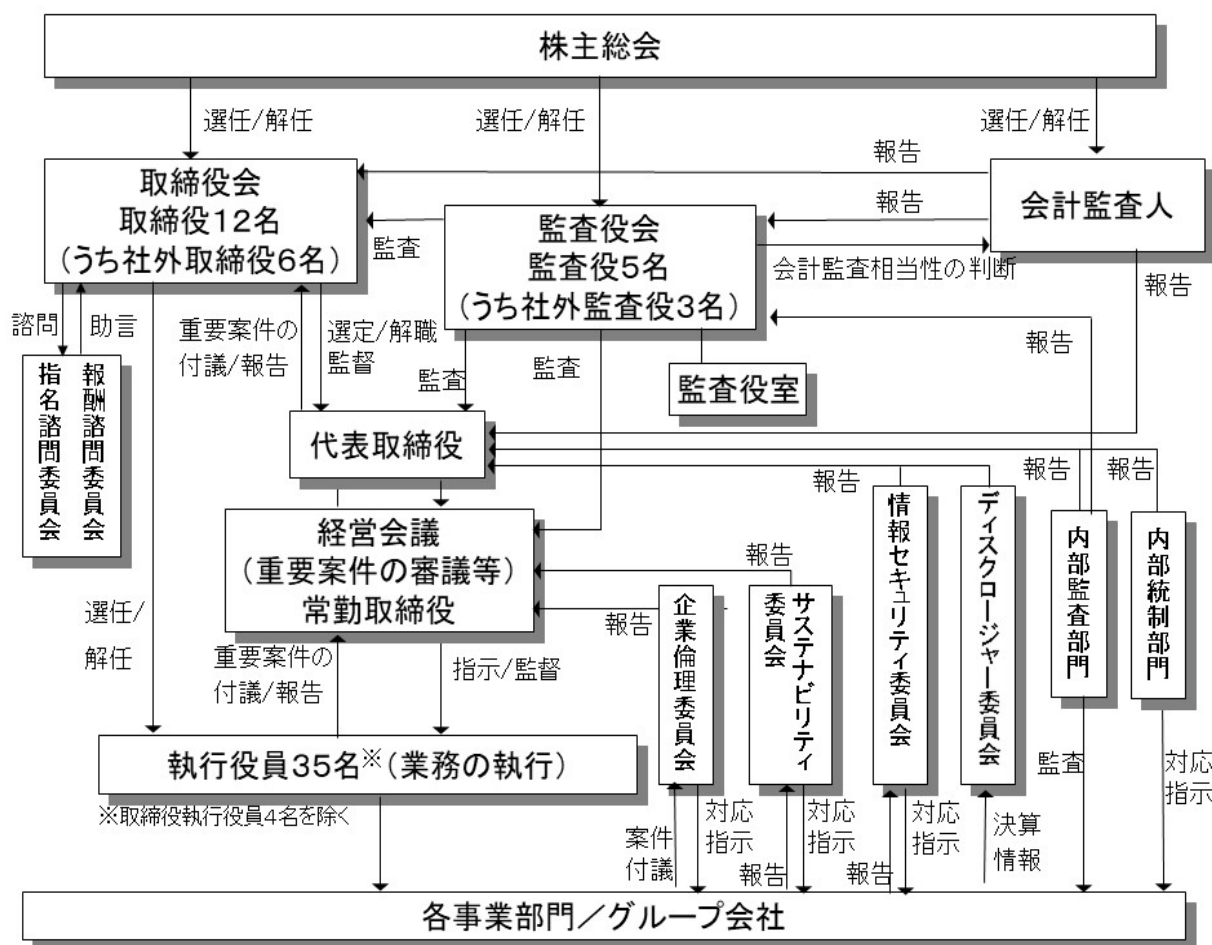 株主総会
選任/解任
選任/解任
選任/解任
取締役会
取締役12名
(うち社外取締役6名)
報告
会計監査人
監査役会
監査役5名
(うち社外監査役3名)
監査
報告
会計監査相当性の判断
報告
諮問
助言
重要案件の
付議/報告
選定/解職
監督
監査
監査
監査役室
報告
指名諮問委員会
報酬諮問委員会
代表取締役
報告
報告
報告
経営会議
(重要案件の審議等)
常勤取締役
報告
報告
企業倫理委員会
サステナビリティ
委員会
情報セキュリティ委員会
ディスクロージャー委員会
内部監査部門
内部統制部門
選任/
解任
重要案件の
付議/報告
指示/監督
執行役員35名※(業務の執行)
※取締役執行役員4名を除く
案件
付議
対応
指示
報告
対応
指示
報告
対応
指示
決算
情報
監査
対応
指示
各事業部門/グループ会社